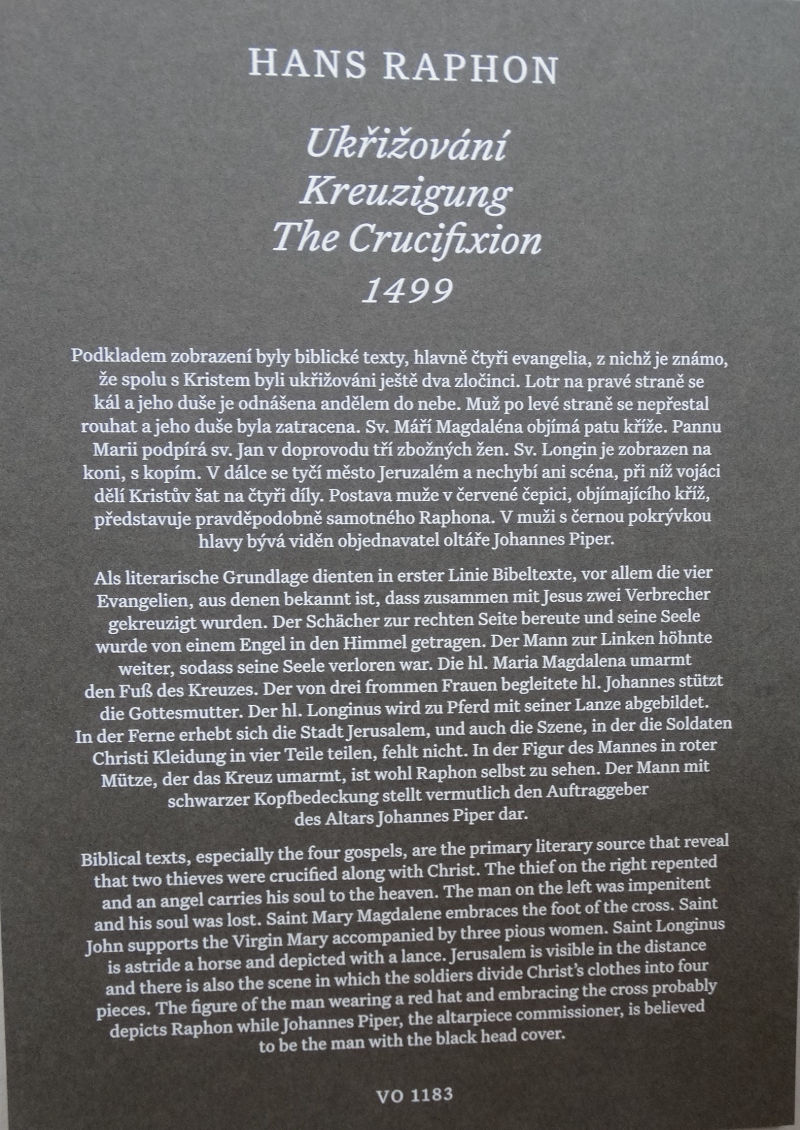 HANS RAPHON
Ukřižování
Kreuzigung
The Crucifixion
1499
Podkladem zobrazení byly biblické texty, hlavně čtyři evangelia, z nichž je známo,
že spolu s Kristem byli ukřižováni ještě dva zločinci. Lotr na pravé straně se
kál a jeho duše je odnášena andělem do nebe. Muž po levé straně se nepřestal
rouhat a jeho duše byla zatracena. Sv. Máří Magdaléna objímá patu kříže. Pannu
Marii podpírá sv. Jan v doprovodu tří zbožných žen. Sv. Longin je zobrazen na
koni, s kopím. V dálce se tyčí město Jeruzalém a nechybí ani scéna, při níž vojáci
dělí Kristův šat na čtyři díly. Postava muže v červené čepici, objímajícího kříž,
představuje pravděpodobně samotného Raphona. V muži s černou pokrývkou
hlavy bývá viděn objednavatel oltáře Johannes Piper.
Als literarische Grundlage dienten in erster Linie Bibeltexte, vor allem die vier
Evangelien, aus denen bekannt ist, dass zusammen mit Jesus zwei Verbrecher
gekreuzigt wurden. Der Schächer zur rechten Seite bereute und seine Seele
wurde von einem Engel in den Himmel getragen. Der Mann zur Linken höhnte
weiter, sodass seine Seele verloren war. Die hl. Maria Magdalena umarmt
den Fuß des Kreuzes. Der von drei frommen Frauen begleitete hl. Johannes stützt
die Gottesmutter. Der hl. Longinus wird zu Pferd mit seiner Lanze abgebildet.
In der Ferne erhebt sich die Stadt Jerusalem, und auch die Szene, in der die Soldaten
Christi Kleidung in vier Teile teilen, fehlt nicht. In der Figur des Mannes in roter
Mütze, der das Kreuz umarmt, ist wohl Raphon selbst zu sehen. Der Mann mit
schwarzer Kopfbedeckung stellt vermutlich den Auftraggeber
des Altars Johannes Piper dar.
Biblical texts, especially the four gospels, are the primary literary source that reveal
that two thieves were crucified along with Christ. The thief on the right repented
and an angel carries his soul to the heaven. The man on the left was impenitent
and his soul was lost. Saint Mary Magdalene embraces the foot of the cross. Saint
John supports the Virgin Mary accompanied by three pious women. Saint Longinus
is astride a horse and depicted with a lance. Jerusalem is visible in the distance
and there is also the scene in which the soldiers divide Christ's clothes into four
pieces. The figure of the man wearing a red hat and embracing the cross probably
depicts Raphon while Johannes Piper, the altarpiece commissioner, is believed
to be the man with the black head cover.
VO 1183